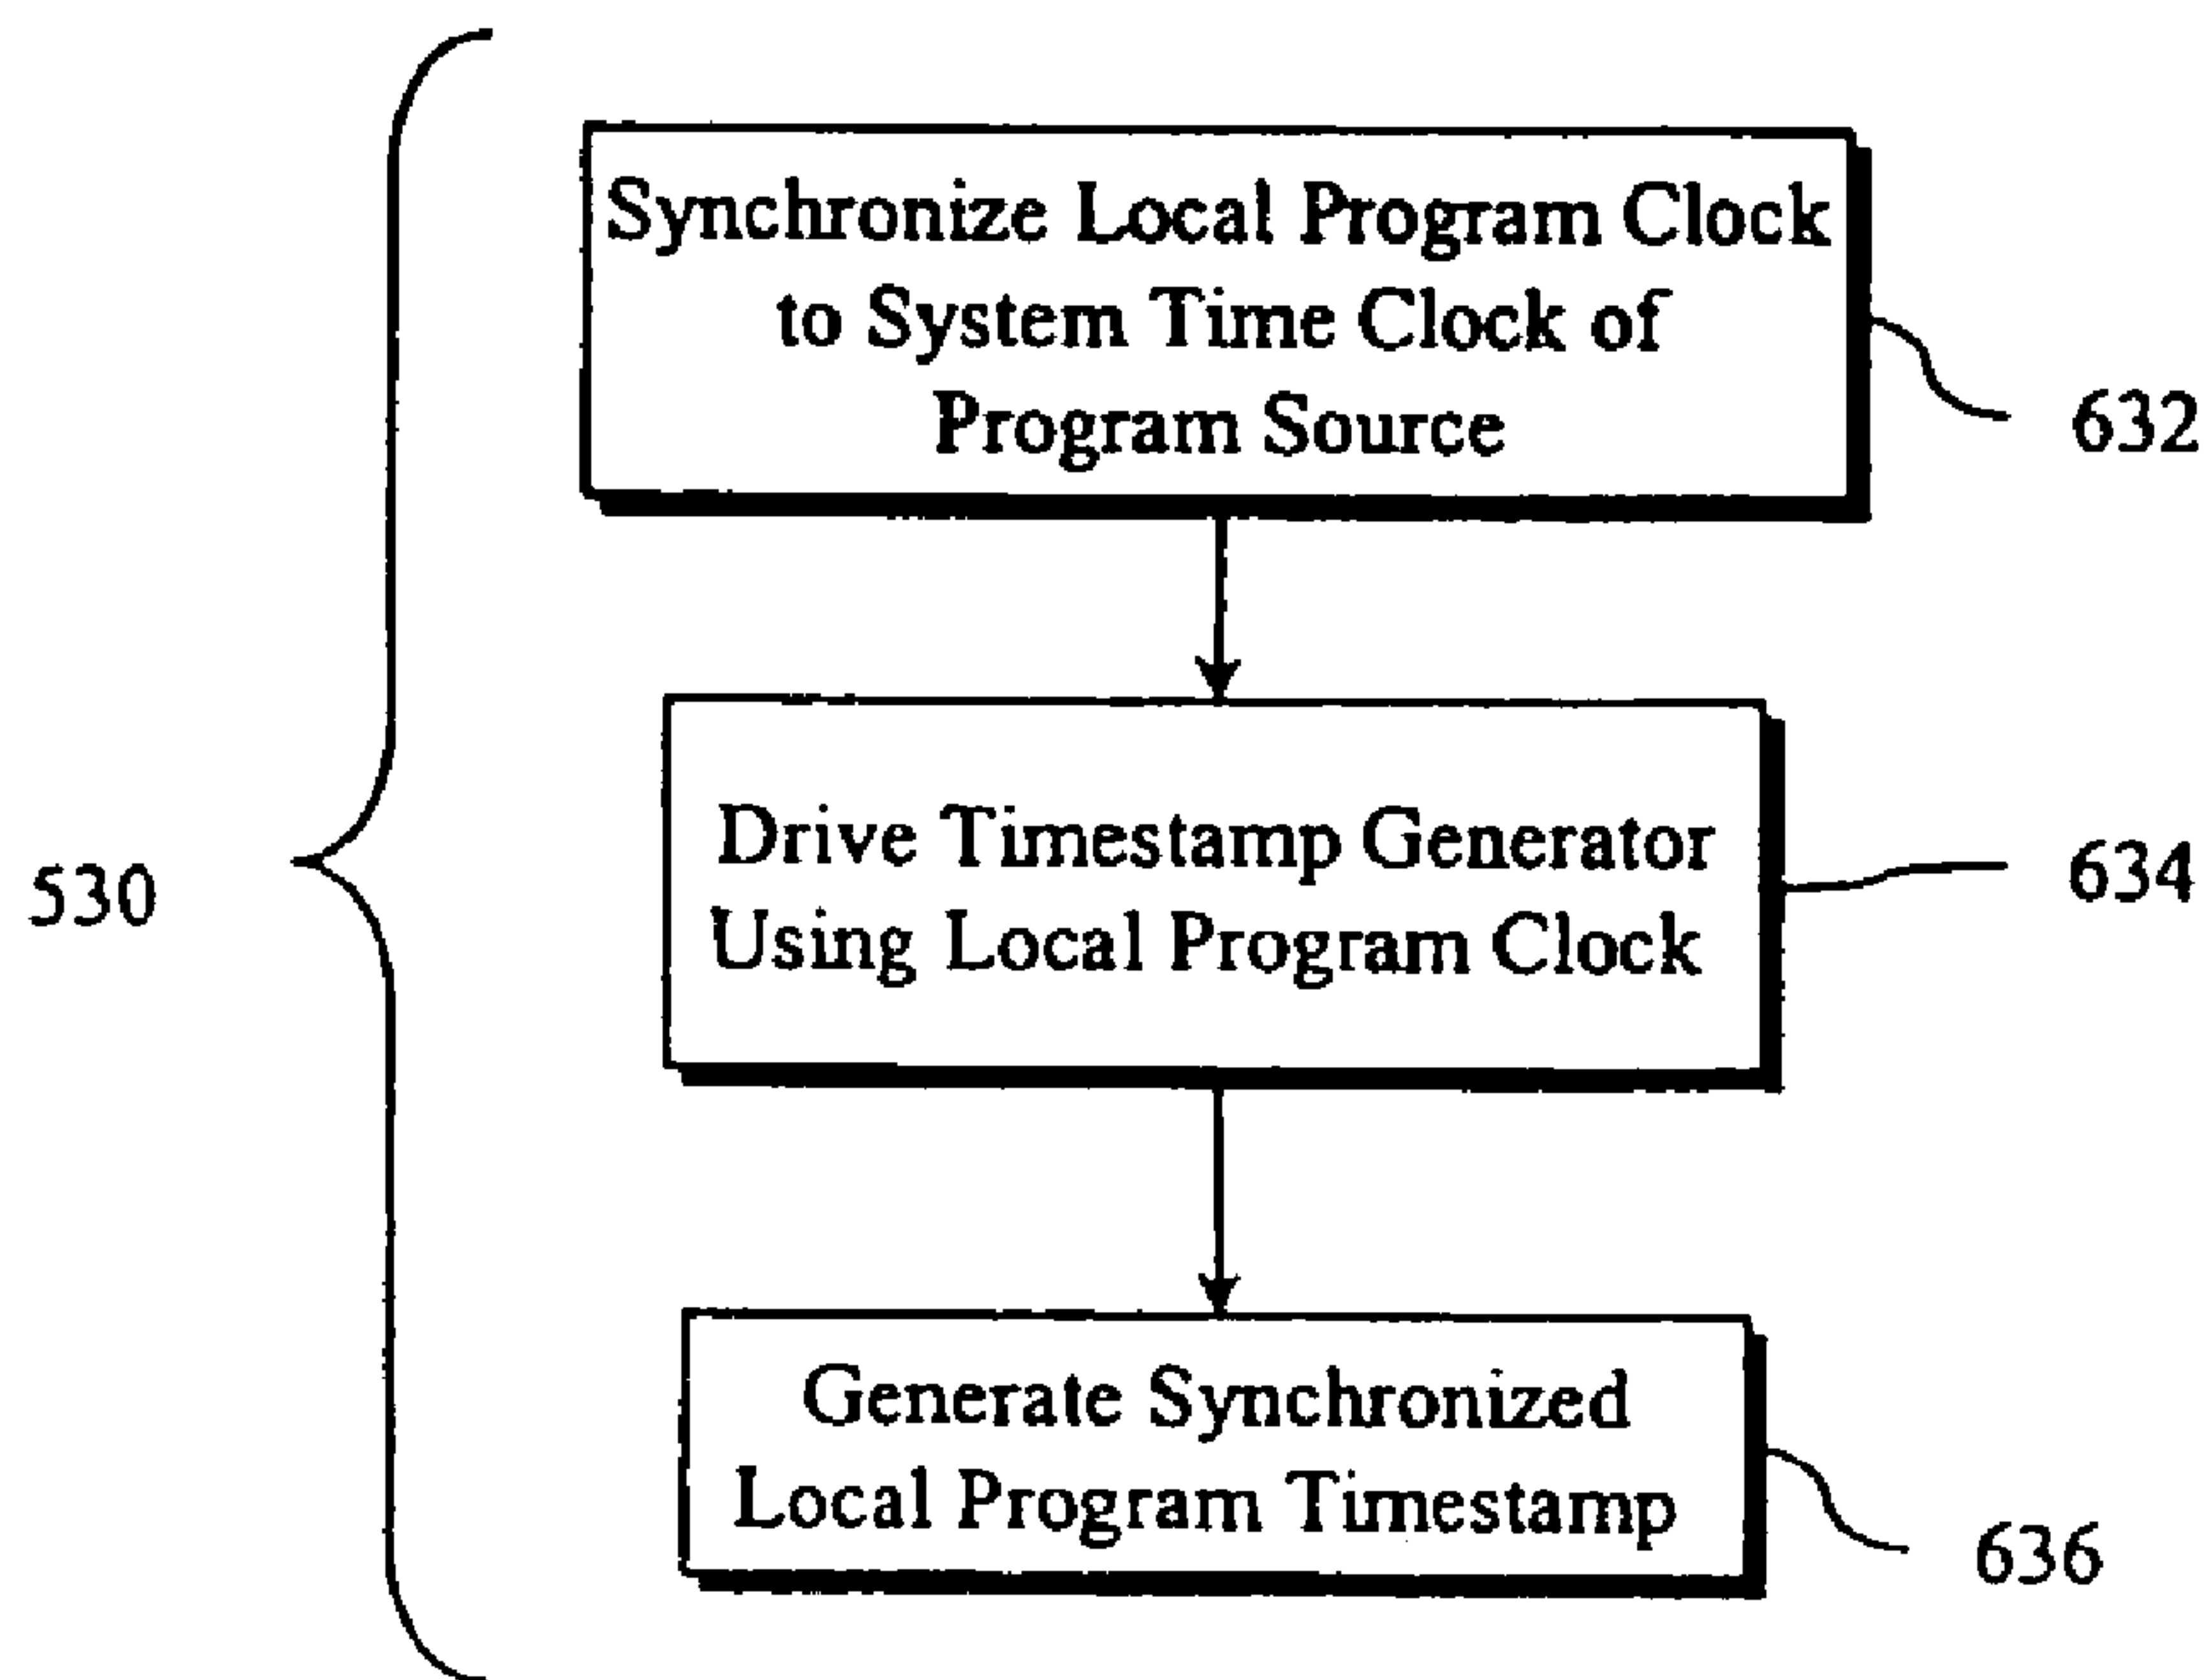 Synchronize Local Program Clock
to System Time Clock of
Program Source
632
Drive Timestamp Generator
Using Local Program Clock
634
530
Generate Synchronized
Local Program Timestamp
636